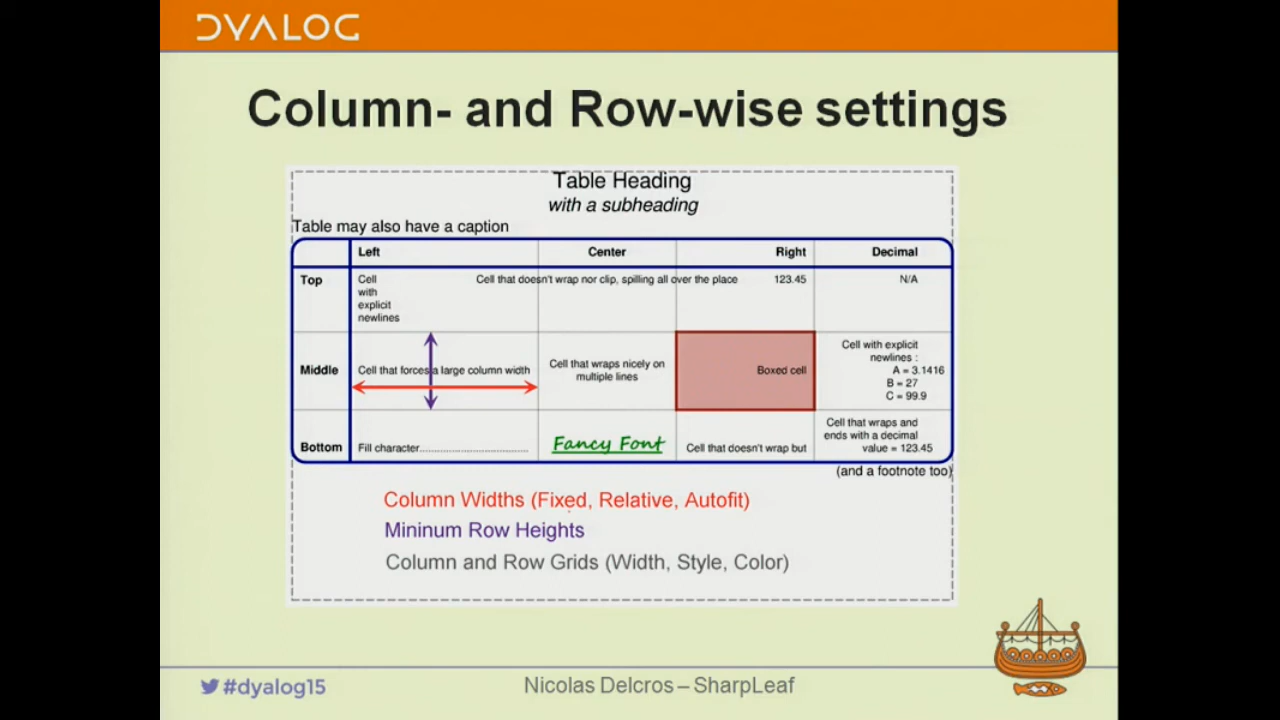 DYALOG
Column- and Row-wise settings
Table Heading
with a subheading
Table may also have a caption
Left Center Right Decimal
Top
Cell
with
explicit
newlines
Cell that doesn't wrap nor clip, spilling all over the place
123.45
N/A
Middle
Cell that forces a large column width
Cell that wraps nicely on
multiple lines
Boxed cell
Cell with explicit
newlines :
A = 3.1416
B = 27
C = 99.9
Bottom
Fill character..................................
Fancy Font
Cell that doesn't wrap but
Cell that wraps and
ends with a decimal
value = 123.45
(and a footnote too)
Column Widths (Fixed, Relative, Autofit)
Mininum Row Heights
Column and Row Grids (Width, Style, Color)
#dyalog15
Nicolas Delcros – SharpLeaf